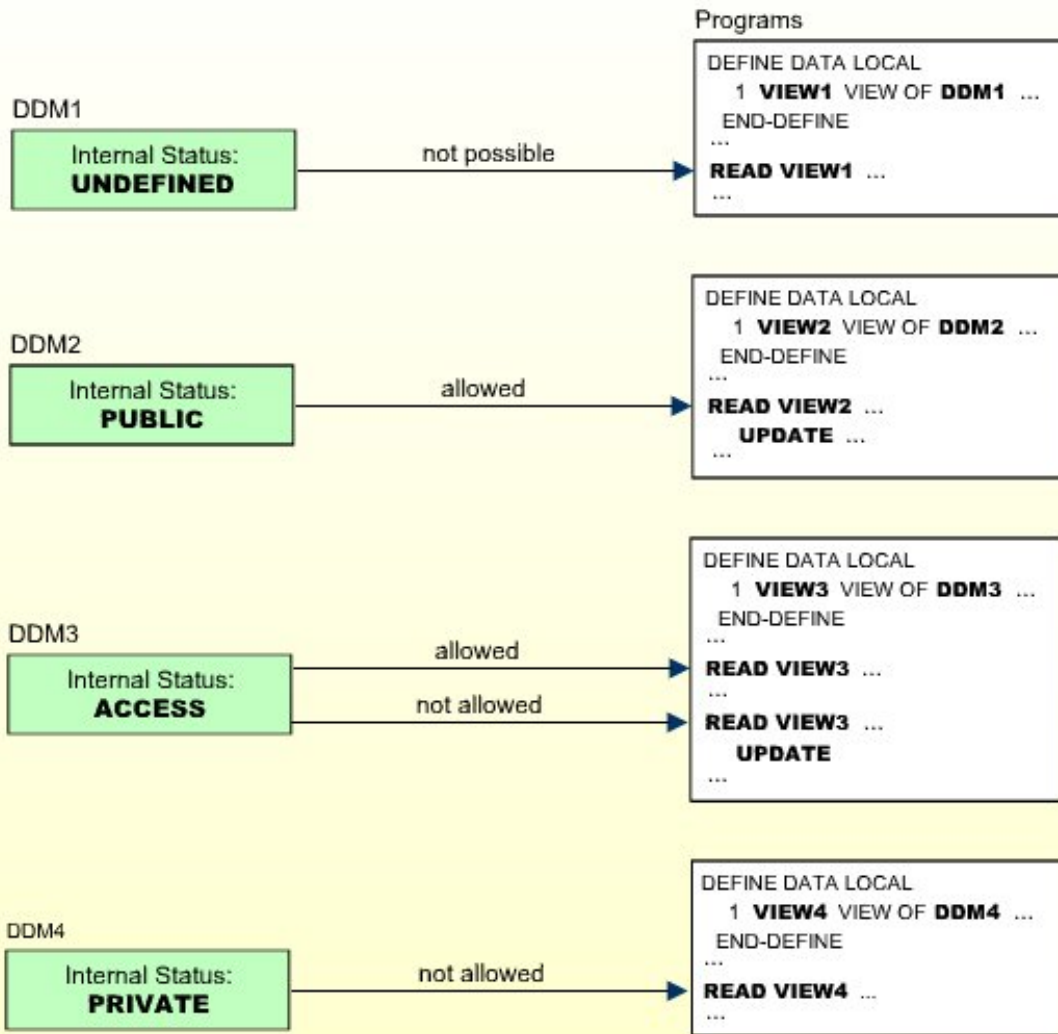 Programs
DDM1
Internal Status:
UNDEFINED
not possible
DEFINE DATA LOCAL
1 VIEW1 VIEW OF DDM1 ...
END-DEFINE
...
READ VIEW1 ...
...
DDM2
Internal Status:
PUBLIC
allowed
DEFINE DATA LOCAL
1 VIEW2 VIEW OF DDM2 ...
END-DEFINE
...
READ VIEW2 ...
UPDATE ...
...
DDM3
Internal Status:
ACCESS
allowed
not allowed
DEFINE DATA LOCAL
1 VIEW3 VIEW OF DDM3 ...
END-DEFINE
...
READ VIEW3 ...
...
READ VIEW3 ...
UPDATE
...
DDM4
Internal Status:
PRIVATE
not allowed
DEFINE DATA LOCAL
1 VIEW4 VIEW OF DDM4 ...
END-DEFINE
...
READ VIEW4 ...
...